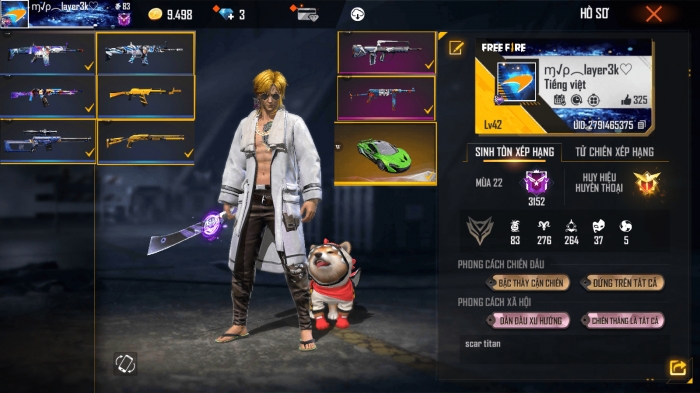 ɱ√ρ︵layer3k♡ 83
9.498
3
HỒ SƠ
FREE FIRE
ɱ√ρ︵layer3k♡
Tiếng việt
325
Lv42
UID: 2791465375
SINH TỒN XẾP HẠNG
TỬ CHIẾN XẾP HẠNG
MÙA 22
3152
HUY HIỆU HUYỀN THOẠI
83 276 264 37 5
PHONG CÁCH CHIẾN ĐẤU
BẬC THẦY CẬN CHIẾN
ĐỨNG TRÊN TẤT CẢ
PHONG CÁCH XÃ HỘI
DẪN ĐẦU XU HƯỚNG
CHIẾN THẮNG LÀ TẤT CẢ
scar titan